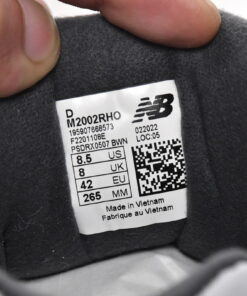 D
M2002RHO
195907668573
F2201108E
PSDRX0507 BWN
NB
022022
LOC:05
8.5 US
8 UK
42 EU
265 MM
Made in Vietnam
Fabriqué au Vietnam